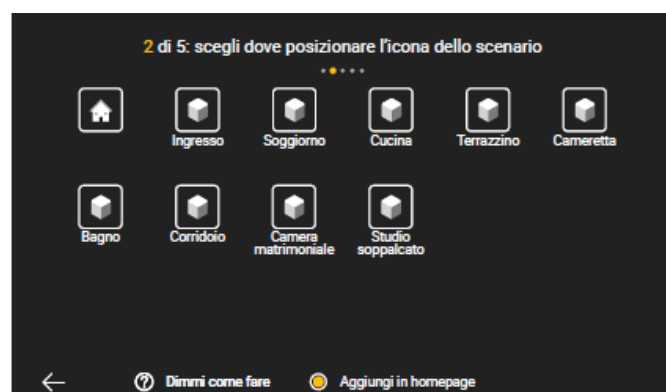 2 di 5: scegli dove posizionare l'icona dello scenario
Ingresso
Soggiorno
Cucina
Terrazzino
Cameretta
Bagno
Corridoio
Camera
matrimoniale
Studio
soppalcato
Dimmi come fare
Aggiungi in homepage